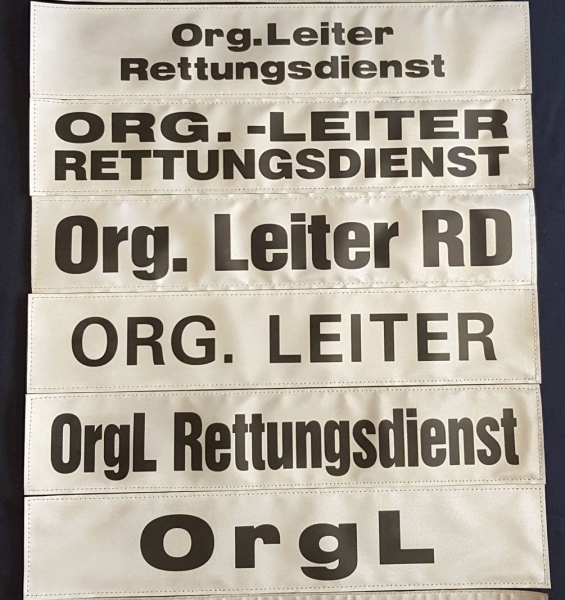 Org.Leiter
Rettungsdienst
ORG.-LEITER
RETTUNGSDIENST
Org. Leiter RD
ORG. LEITER
OrgL Rettungsdienst
OrgL